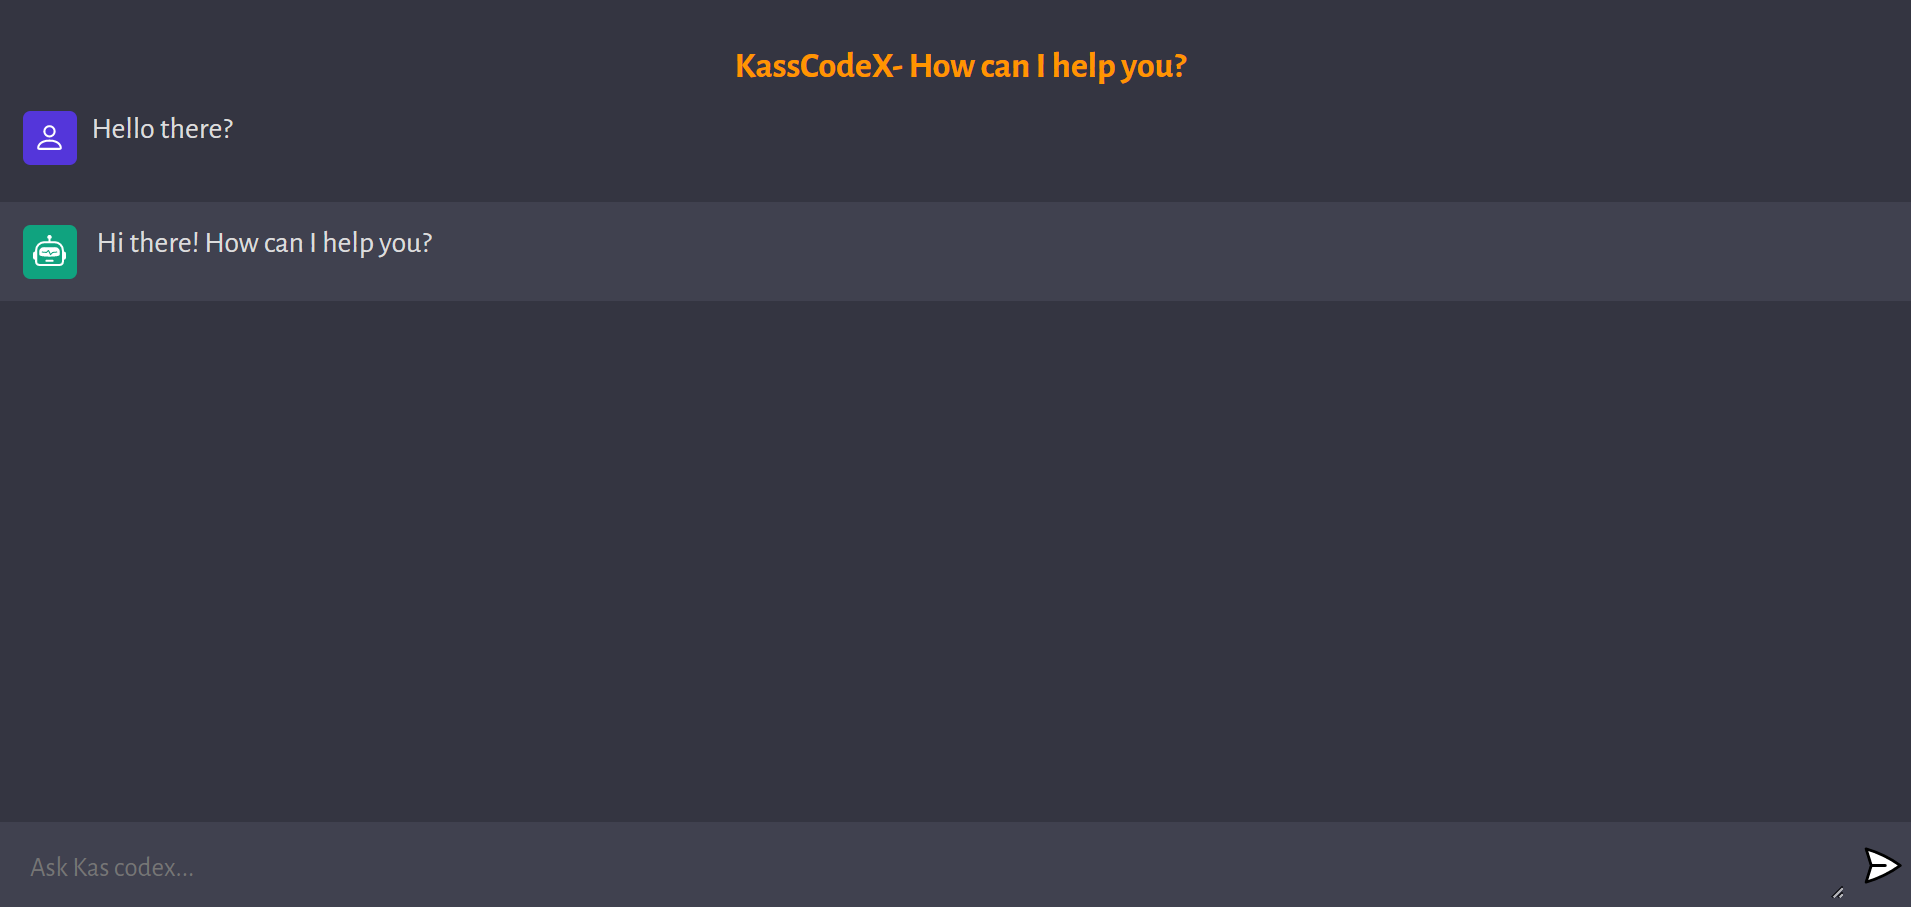 KassCodeX- How can I help you?
Hello there?
Hi there! How can I help you?
Ask Kas codex...